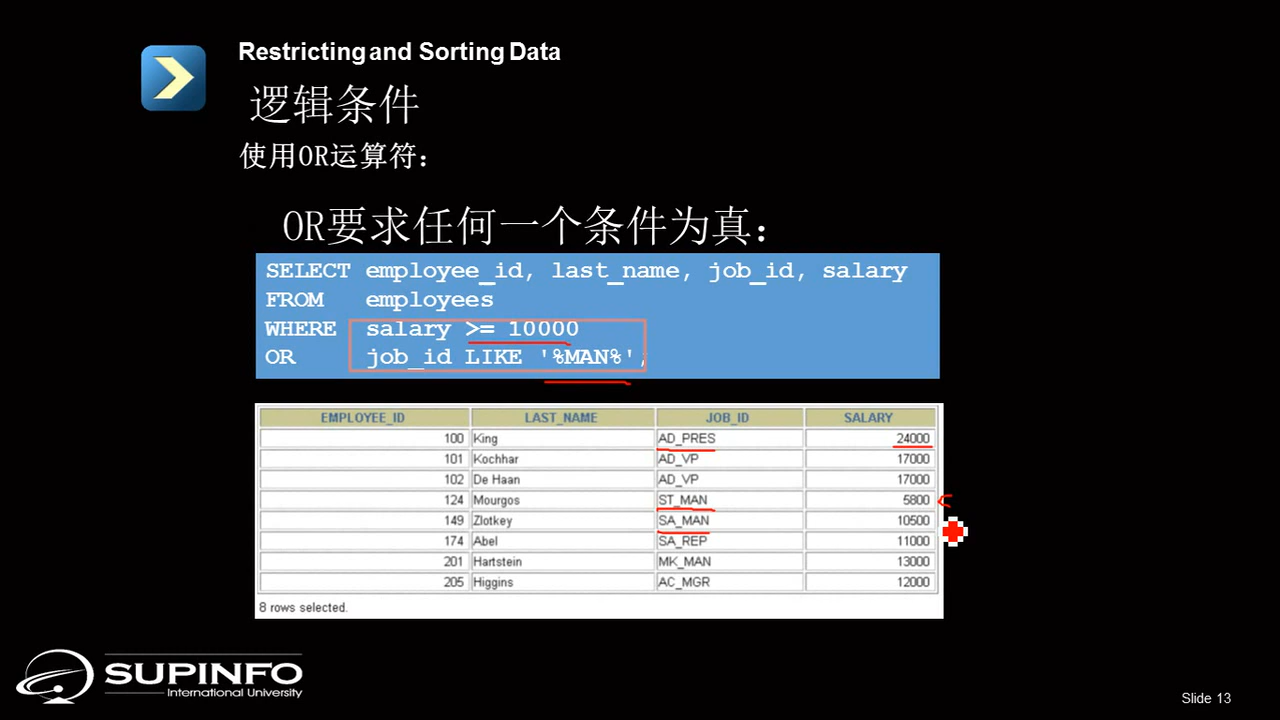 Restricting and Sorting Data
逻辑条件
使用OR运算符：
OR要求任何一个条件为真：
SELECT employee_id, last_name, job_id, salary
FROM employees
WHERE salary >= 10000
OR job_id LIKE '%MAN%';
EMPLOYEE_ID LAST_NAME JOB_ID SALARY
100 King AD_PRES 24000
101 Kochhar AD_VP 17000
102 De Haan AD_VP 17000
124 Mourgos ST_MAN 5800
149 Zlotkey SA_MAN 10500
174 Abel SA_REP 11000
201 Hartstein MK_MAN 13000
205 Higgins AC_MGR 12000
8 rows selected.
SUPINFO
International University
Slide 13